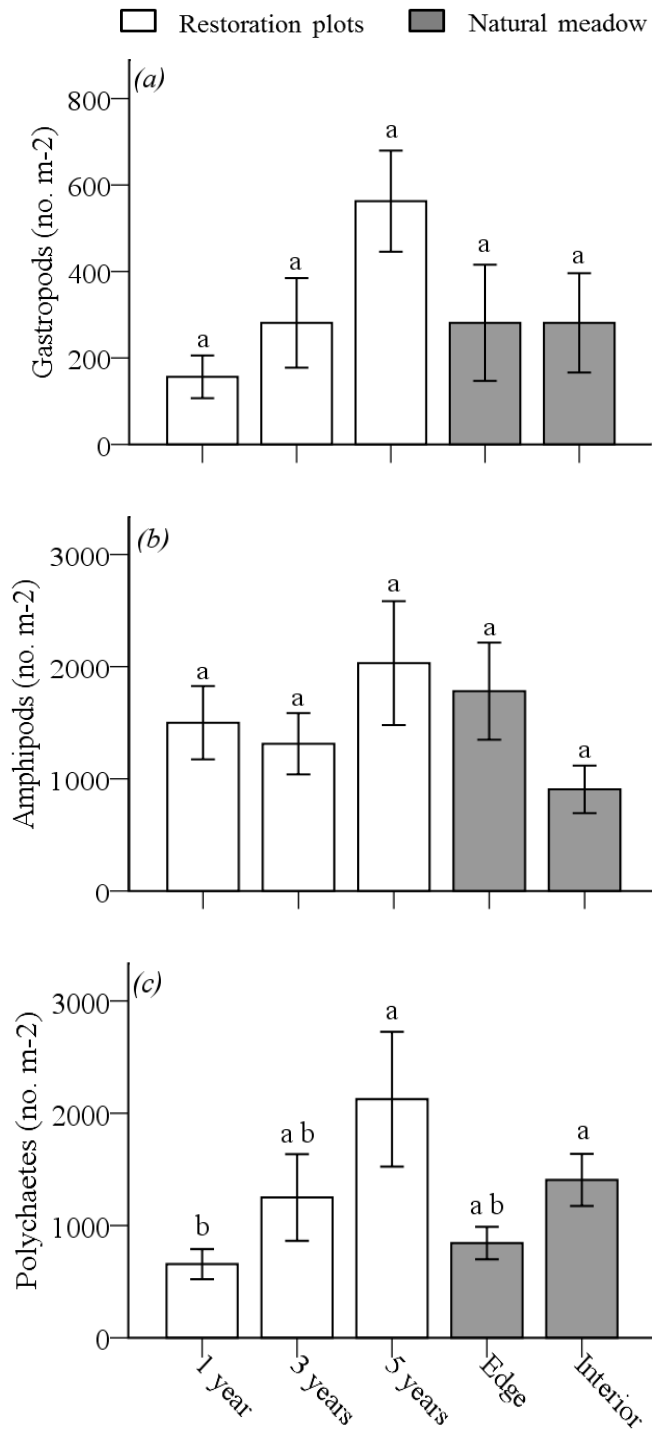 Restoration plots Natural meadow
(a)
Gastropods (no. m-2)
800
600
400
200
0
a
a
a
a
a
(b)
Amphipods (no. m-2)
3000
2000
1000
0
a
a
a
a
a
(c)
Polychaetes (no. m-2)
3000
2000
1000
0
b
a b
a
a b
a
1 year
3 years
5 years
Edge
Interior